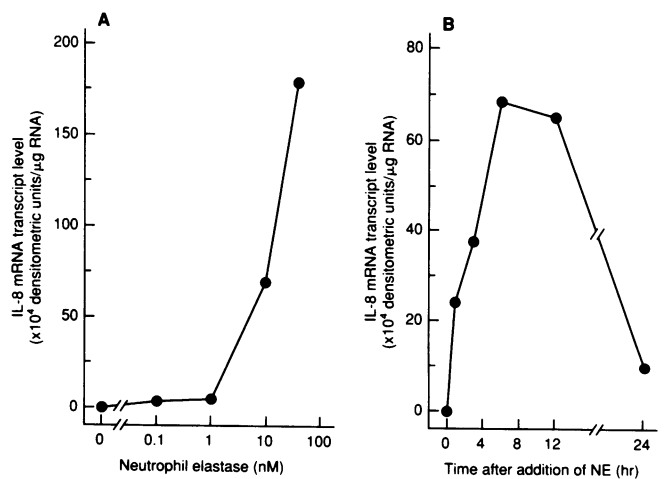 A
IL-8 mRNA transcript level
(x10⁴ densitometric units/µg RNA)
200
150
100
50
0
0 0.1 1 10 100
Neutrophil elastase (nM)
B
IL-8 mRNA transcript level
(x10⁴ densitometric units/µg RNA)
80
60
40
20
0
0 4 8 12 24
Time after addition of NE (hr)